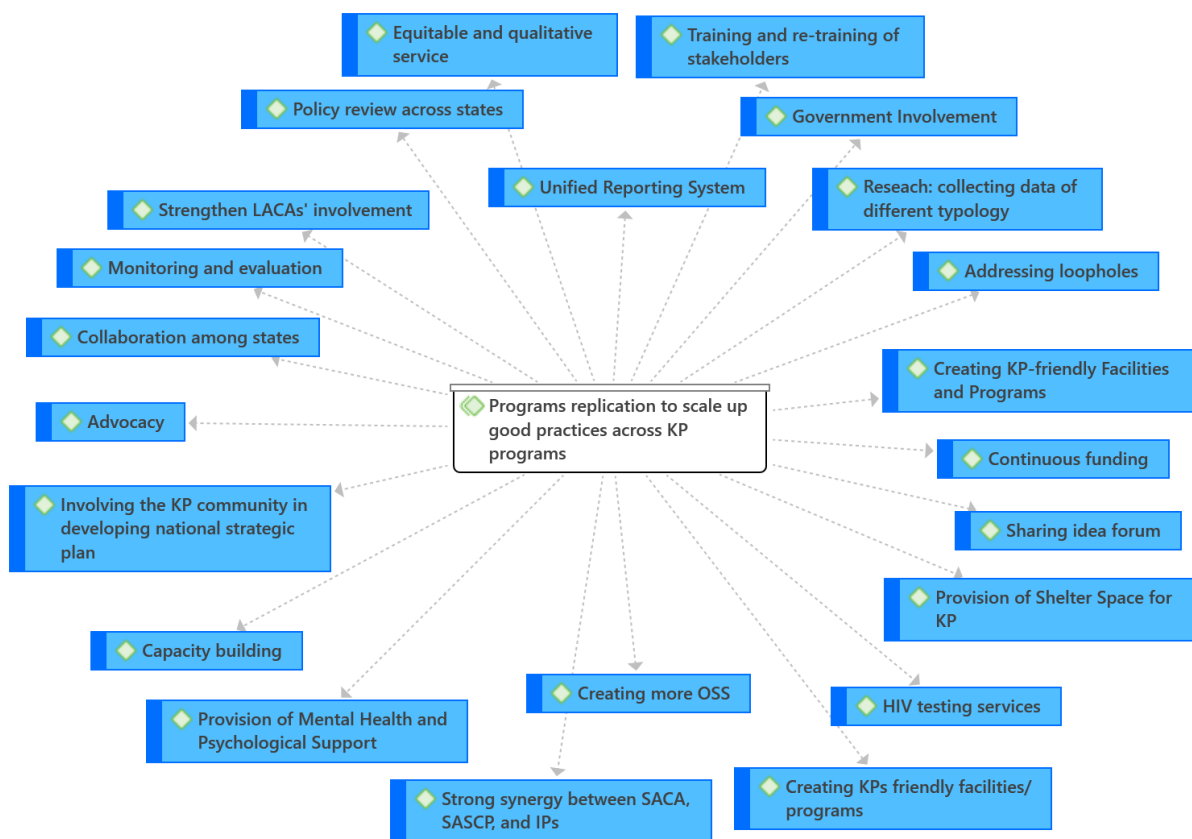 Equitable and qualitative
service
Training and re-training of
stakeholders
Policy review across states
Government Involvement
Unified Reporting System
Reseach: collecting data of
different typology
Strengthen LACAs' involvement
Monitoring and evaluation
Addressing loopholes
Collaboration among states
Creating KP-friendly Facilities
and Programs
Programs replication to scale up
good practices across KP
programs
Advocacy
Continuous funding
Involving the KP community in
developing national strategic
plan
Sharing idea forum
Provision of Shelter Space for
KP
Capacity building
Creating more OSS
HIV testing services
Provision of Mental Health and
Psychological Support
Strong synergy between SACA,
SASCP, and IPs
Creating KPs friendly facilities/
programs